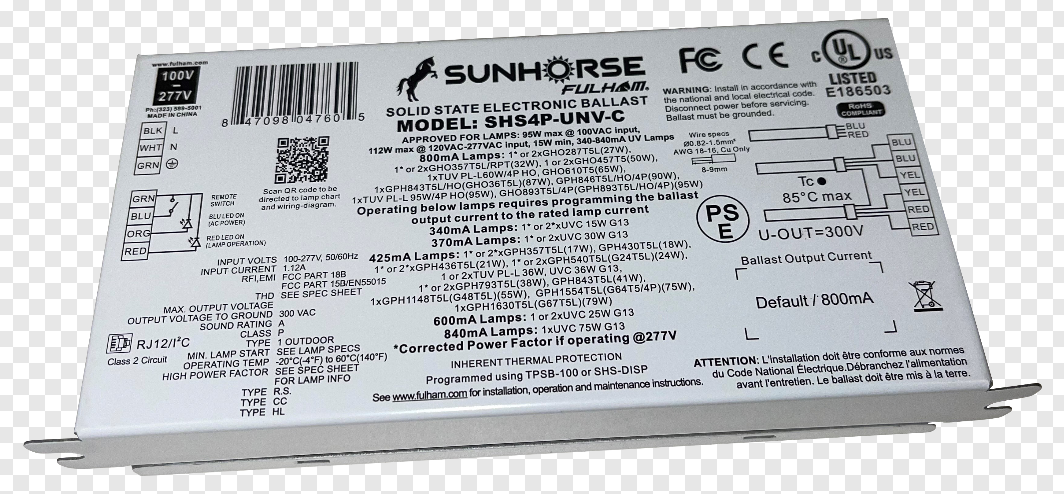 www.fulham.com
100V
–
277V
Ph:(323) 599-5001
MADE IN CHINA
8 47098 04760 5
SUNHORSE
FULHAM.
SOLID STATE ELECTRONIC BALLAST
MODEL: SHS4P-UNV-C
FC CE
c UL US
LISTED
E186503
RoHS
COMPLIANT
WARNING: Install in accordance with
the national and local electrical code.
Disconnect power before servicing.
Ballast must be grounded.
BLK L
WHT N
GRN
Scan QR code to be
directed to lamp chart
and wiring-diagram.
GRN
BLU
ORG
RED
REMOTE
SWITCH
BLU LED ON
(AC POWER)
RED LED ON
(LAMP OPERATION)
APPROVED FOR LAMPS: 95W max @ 100VAC input,
112W max @ 120VAC-277VAC input, 15W min, 340-840mA UV Lamps
800mA Lamps: 1* or 2xGHO287T5L(27W),
1* or 2xGHO357T5L/RPT(32W), 1 or 2xGHO457T5(50W),
1xTUV PL-L60W/4P HO, GHO610T5(65W),
1xGPH843T5L/HO(GHO36T5L)(87W), GPH846T5L/HO/4P(90W),
1xTUV PL-L 95W/4P HO(95W), GHO893T5L/4P(GPH893T5L/HO/4P)(95W)
Operating below lamps requires programming the ballast
output current to the rated lamp current
340mA Lamps: 1* or 2*xUVC 15W G13
370mA Lamps: 1* or 2xUVC 30W G13
425mA Lamps: 1* or 2*xGPH357T5L(17W), GPH430T5L(18W),
1* or 2*xGPH436T5L(21W), 1* or 2xGPH540T5L(G24T5L)(24W),
1 or 2xTUV PL-L 36W, UVC 36W G13,
1* or 2xGPH793T5L(38W), GPH843T5L(41W),
1xGPH1148T5L(G48T5L)(55W), GPH1554T5L(G64T5/4P)(75W),
1xGPH1630T5L(G67T5L)(79W)
600mA Lamps: 1 or 2xUVC 25W G13
840mA Lamps: 1xUVC 75W G13
*Corrected Power Factor if operating @277V
INHERENT THERMAL PROTECTION
Programmed using TPSB-100 or SHS-DISP
See www.fulham.com for installation, operation and maintenance instructions.
Wire specs
Ø0.82-1.5mm²
AWG 18-16, Cu Only
8-9mm
BLU
RED
BLU
BLU
YEL
YEL
RED
RED
Tc
85°C max
U-OUT=300V
PS
E
Ballast Output Current
Default / 800mA
INPUT VOLTS 100-277V, 50/60Hz
INPUT CURRENT 1.12A
RFI,EMI FCC PART 18B
FCC PART 15B/EN55015
THD SEE SPEC SHEET
MAX. OUTPUT VOLTAGE
OUTPUT VOLTAGE TO GROUND 300 VAC
SOUND RATING A
CLASS P
TYPE 1 OUTDOOR
MIN. LAMP START SEE LAMP SPECS
OPERATING TEMP -20°C(-4°F) to 60°C(140°F)
HIGH POWER FACTOR SEE SPEC SHEET
FOR LAMP INFO
TYPE R.S.
TYPE CC
TYPE HL
RJ12/I²C
Class 2 Circuit
ATTENTION: L'installation doit être conforme aux normes
du Code National Électrique.Débranchez l'alimentation
avant l'entretien. Le ballast doit être mis à la terre.